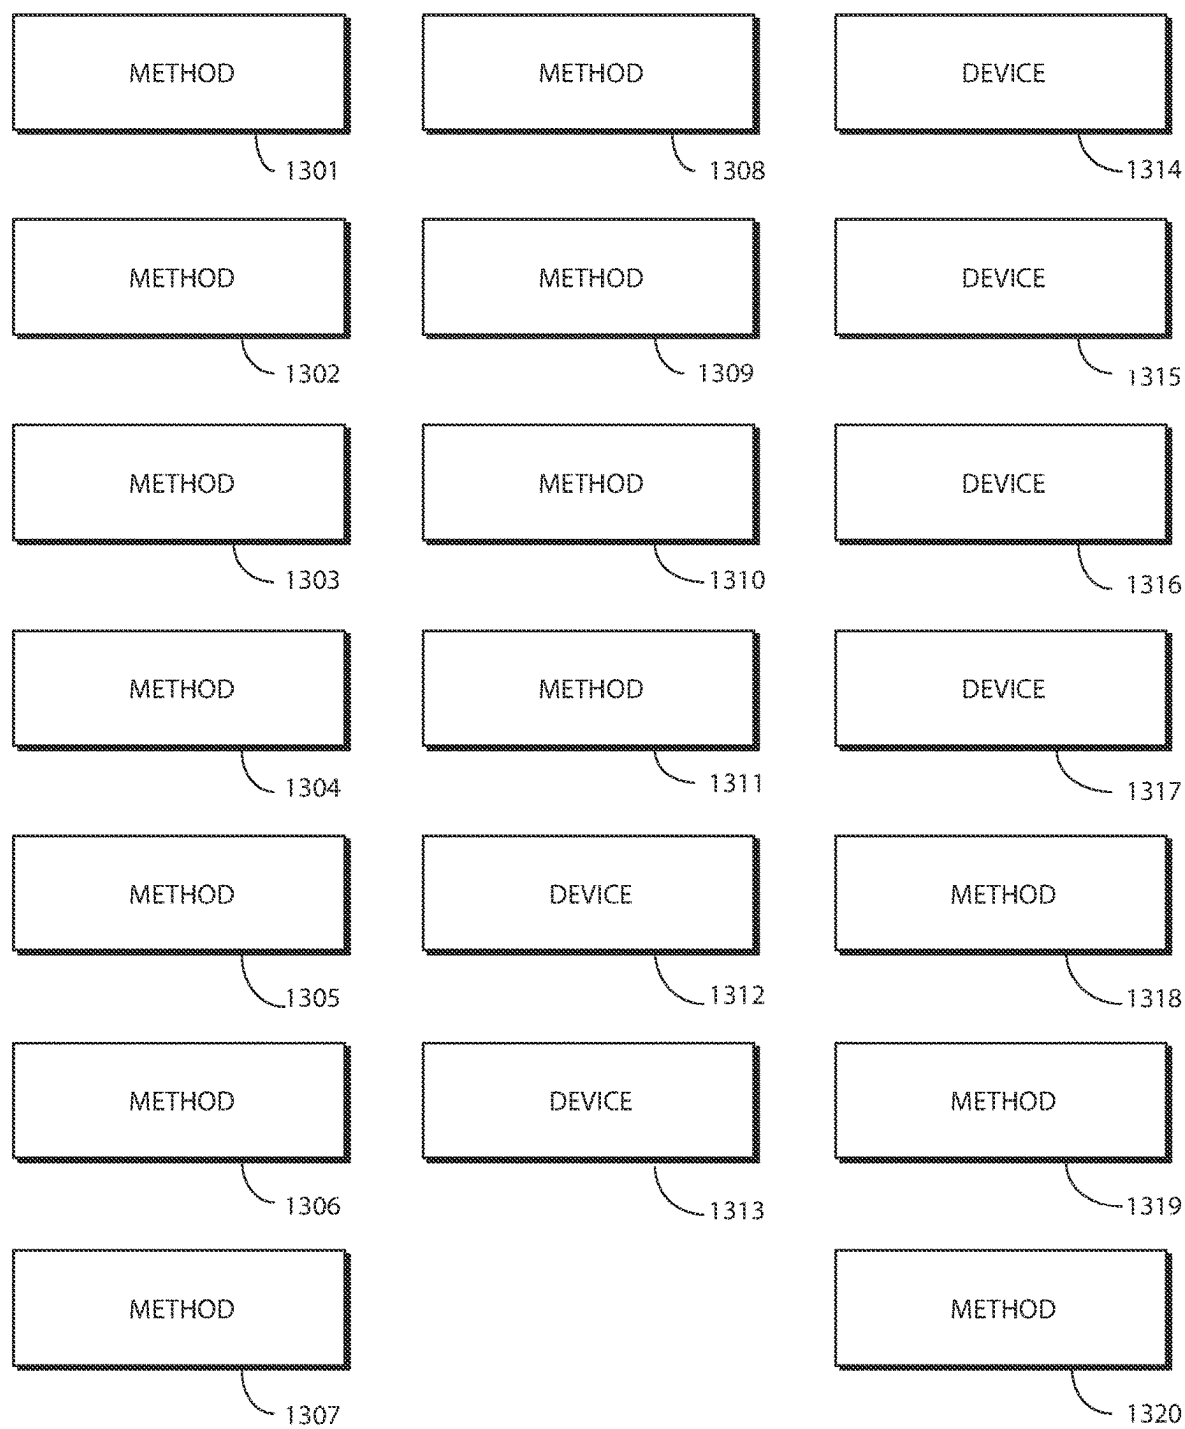 METHOD
1301
METHOD
1302
METHOD
1303
METHOD
1304
METHOD
1305
METHOD
1306
METHOD
1307
METHOD
1308
METHOD
1309
METHOD
1310
METHOD
1311
DEVICE
1312
DEVICE
1313
DEVICE
1314
DEVICE
1315
DEVICE
1316
DEVICE
1317
METHOD
1318
METHOD
1319
METHOD
1320